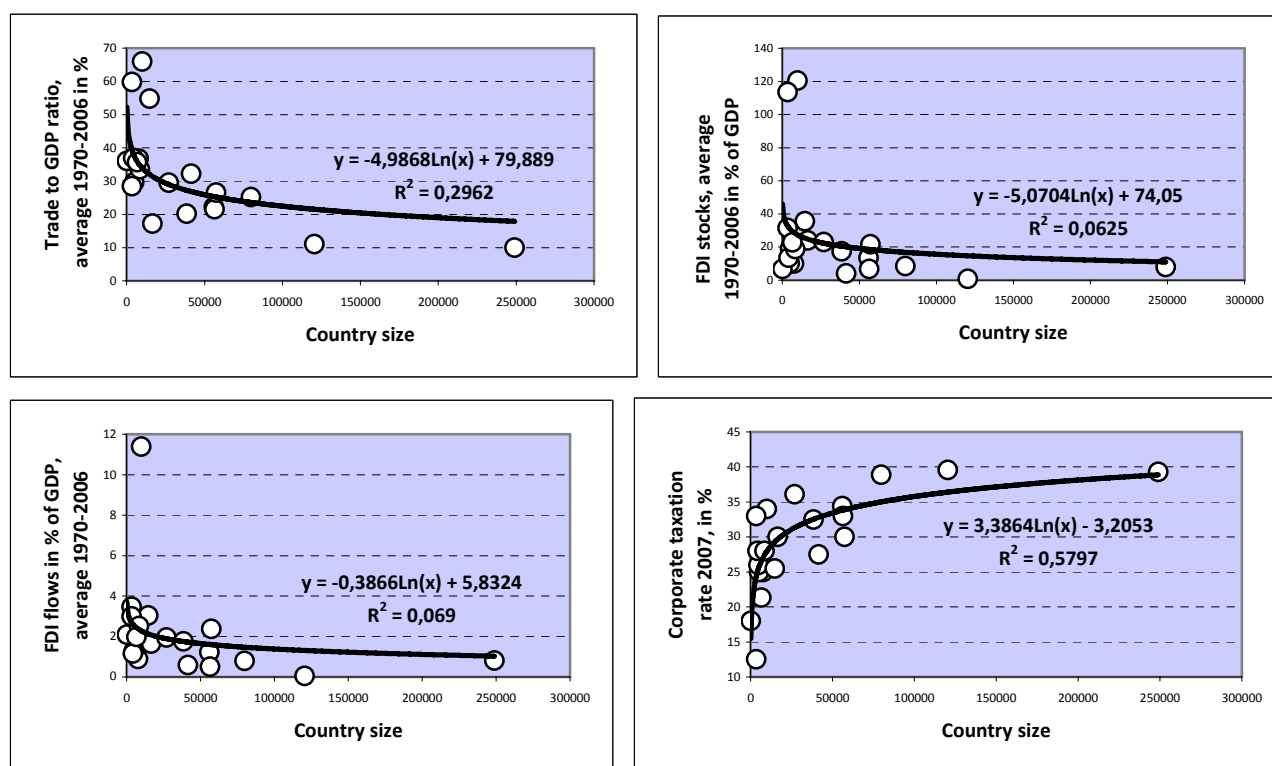 Trade to GDP ratio,
average 1970-2006 in %
70
60
50
40
30
20
10
0
y = -4,9868Ln(x) + 79,889
R² = 0,2962
0 50000 100000 150000 200000 250000 300000
Country size
FDI stocks, average
1970-2006 in % of GDP
140
120
100
80
60
40
20
0
y = -5,0704Ln(x) + 74,05
R² = 0,0625
0 50000 100000 150000 200000 250000 300000
Country size
FDI flows in % of GDP,
average 1970-2006
12
10
8
6
4
2
0
y = -0,3866Ln(x) + 5,8324
R² = 0,069
0 50000 100000 150000 200000 250000 300000
Country size
Corporate taxation
rate 2007, in %
45
40
35
30
25
20
15
10
y = 3,3864Ln(x) - 3,2053
R² = 0,5797
0 50000 100000 150000 200000 250000 300000
Country size